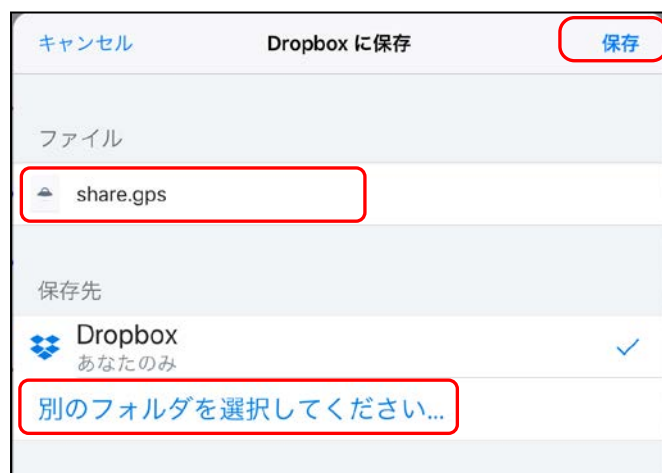 キャンセル Dropbox に保存 保存
ファイル
share.gps
保存先
Dropbox
あなたのみ
別のフォルダを選択してください...